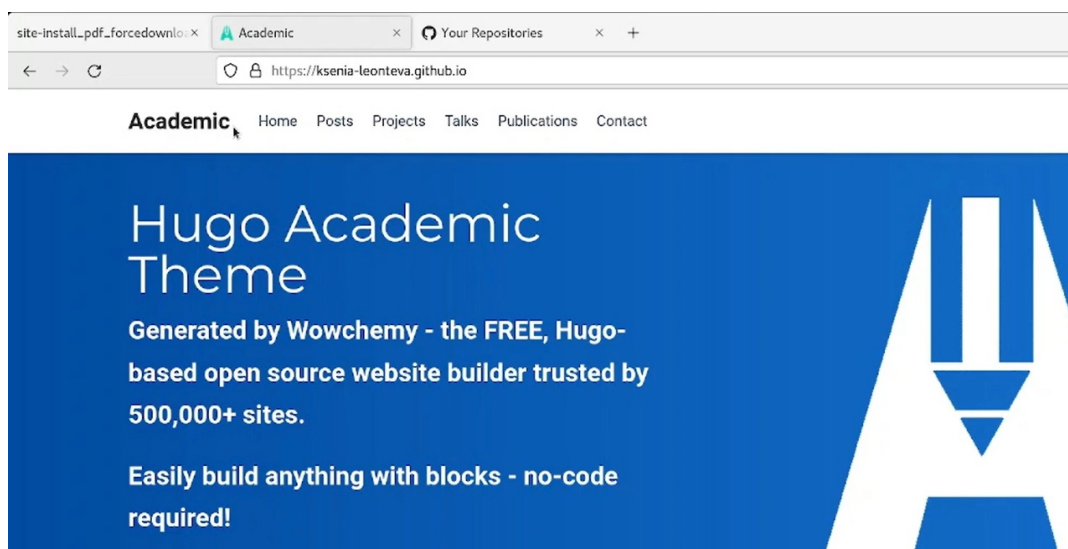 site-install_pdf_forcedownlo
Academic
Your Repositories
https://ksenia-leonteva.github.io
Academic Home Posts Projects Talks Publications Contact
Hugo Academic
Theme
Generated by Wowchemy - the FREE, Hugo-
based open source website builder trusted by
500,000+ sites.
Easily build anything with blocks - no-code
required!